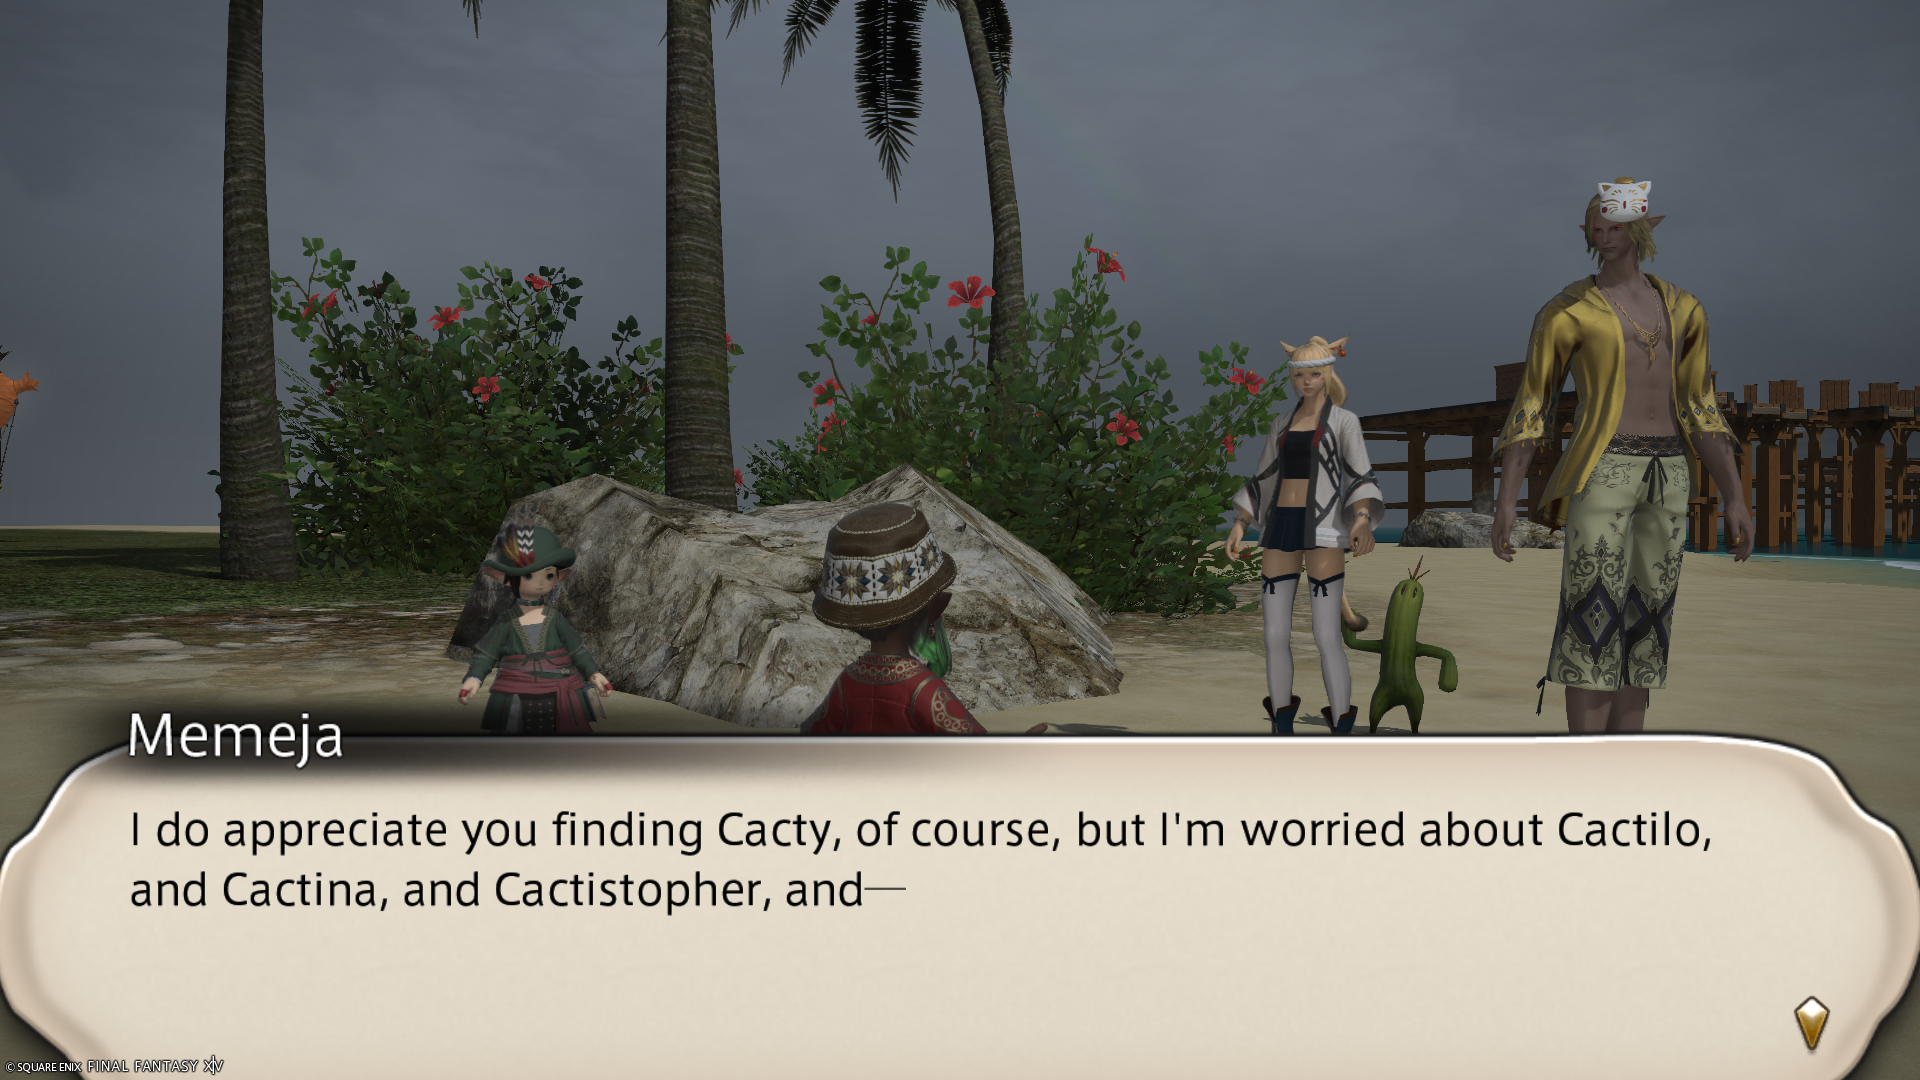 Memeja
I do appreciate you finding Cacty, of course, but I'm worried about Cactilo,
and Cactina, and Cactistopher, and—
© SQUARE ENIX FINAL FANTASY XIV